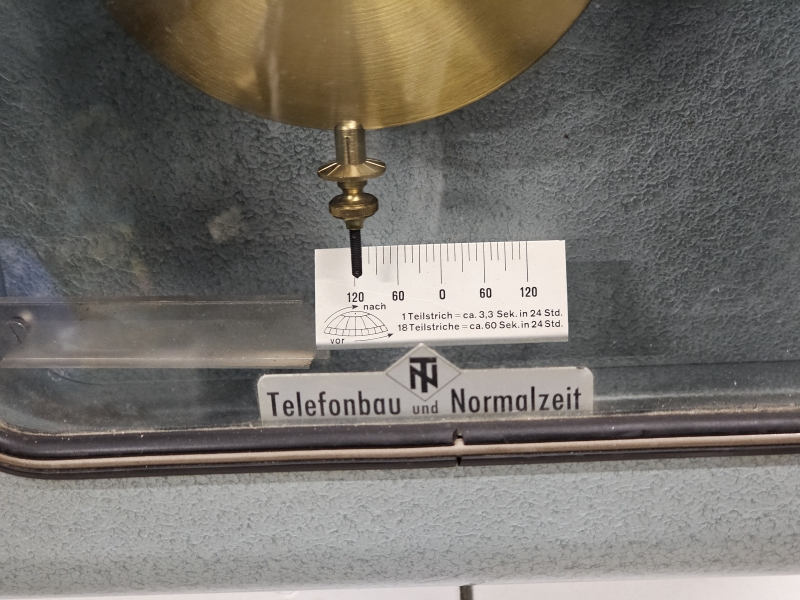 120 60 0 60 120
nach
1 Teilstrich = ca. 3,3 Sek. in 24 Std.
18 Teilstriche = ca. 60 Sek. in 24 Std.
vor
TN
Telefonbau und Normalzeit